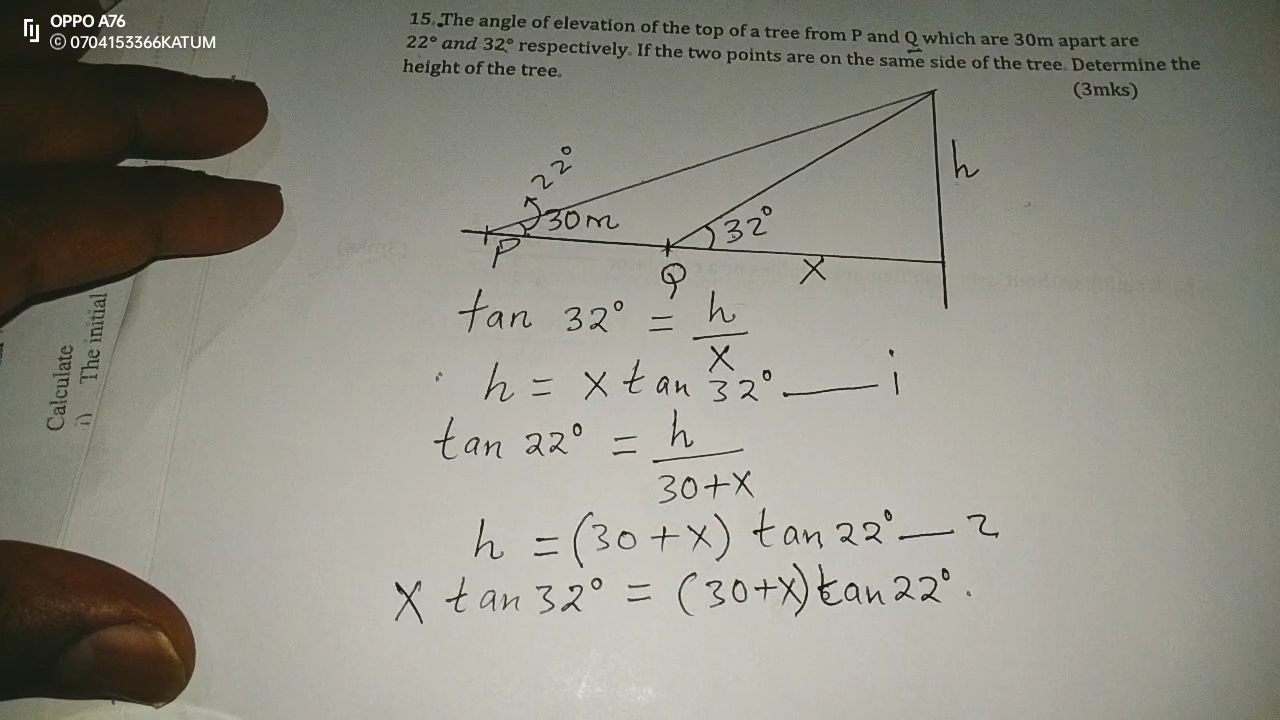 OPPO A76
© 0704153366KATUM
15. The angle of elevation of the top of a tree from P and Q which are 30m apart are
22° and 32° respectively. If the two points are on the same side of the tree. Determine the
height of the tree.
(3mks)
22°
30m
32°
h
P
Q
x
tan 32° = h/x
h = x tan 32° — i
tan 22° = h/30+x
h = (30+x) tan 22° — 2
x tan 32° = (30+x) tan 22°.
Calculate
i) The initial